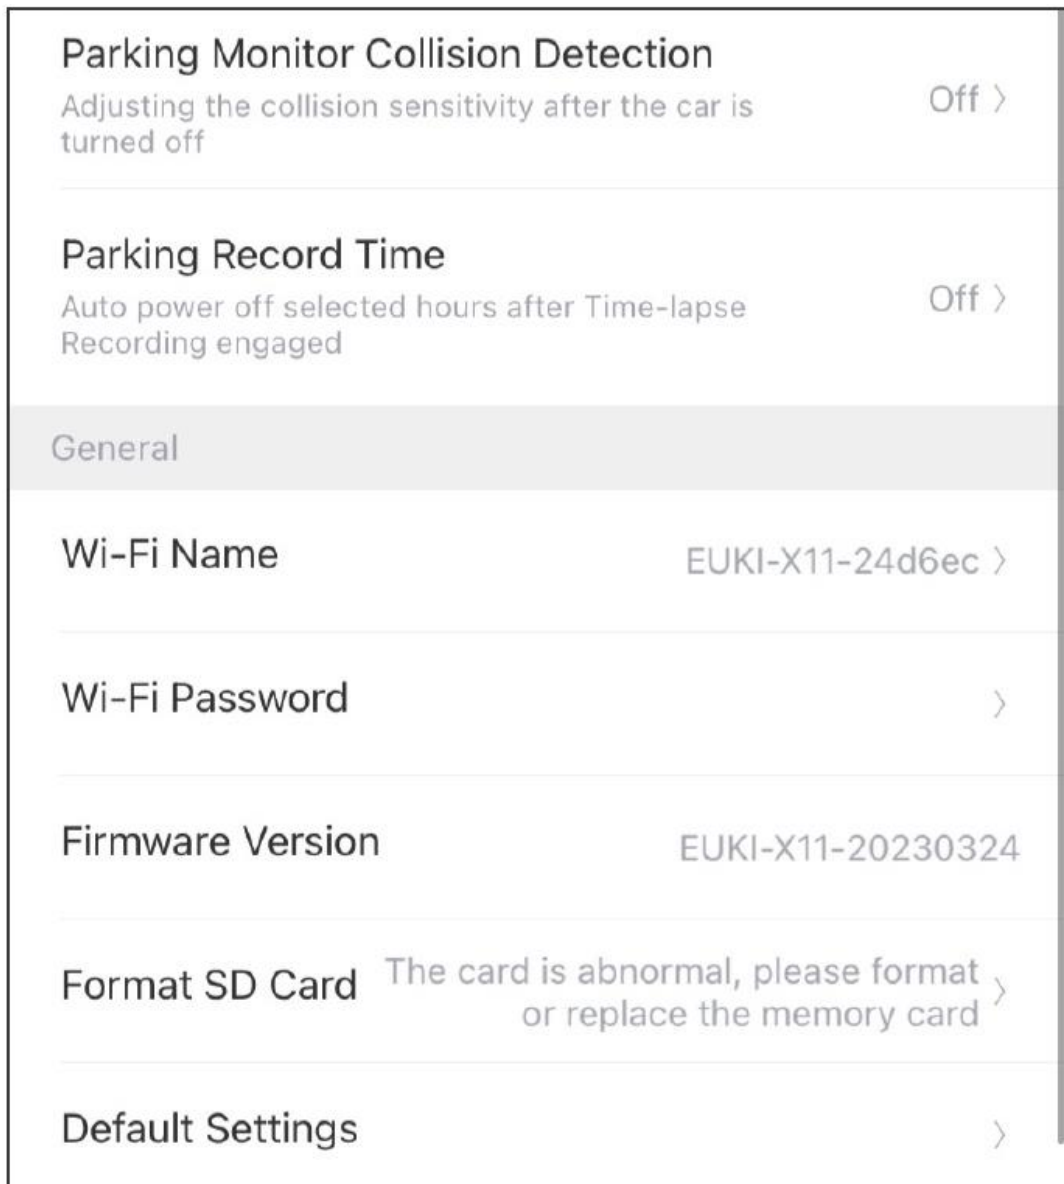 Parking Monitor Collision Detection
Adjusting the collision sensitivity after the car is
turned off
Off
Parking Record Time
Auto power off selected hours after Time-lapse
Recording engaged
Off
General
Wi-Fi Name
EUKI-X11-24d6ec
Wi-Fi Password
Firmware Version
EUKI-X11-20230324
Format SD Card
The card is abnormal, please format
or replace the memory card
Default Settings